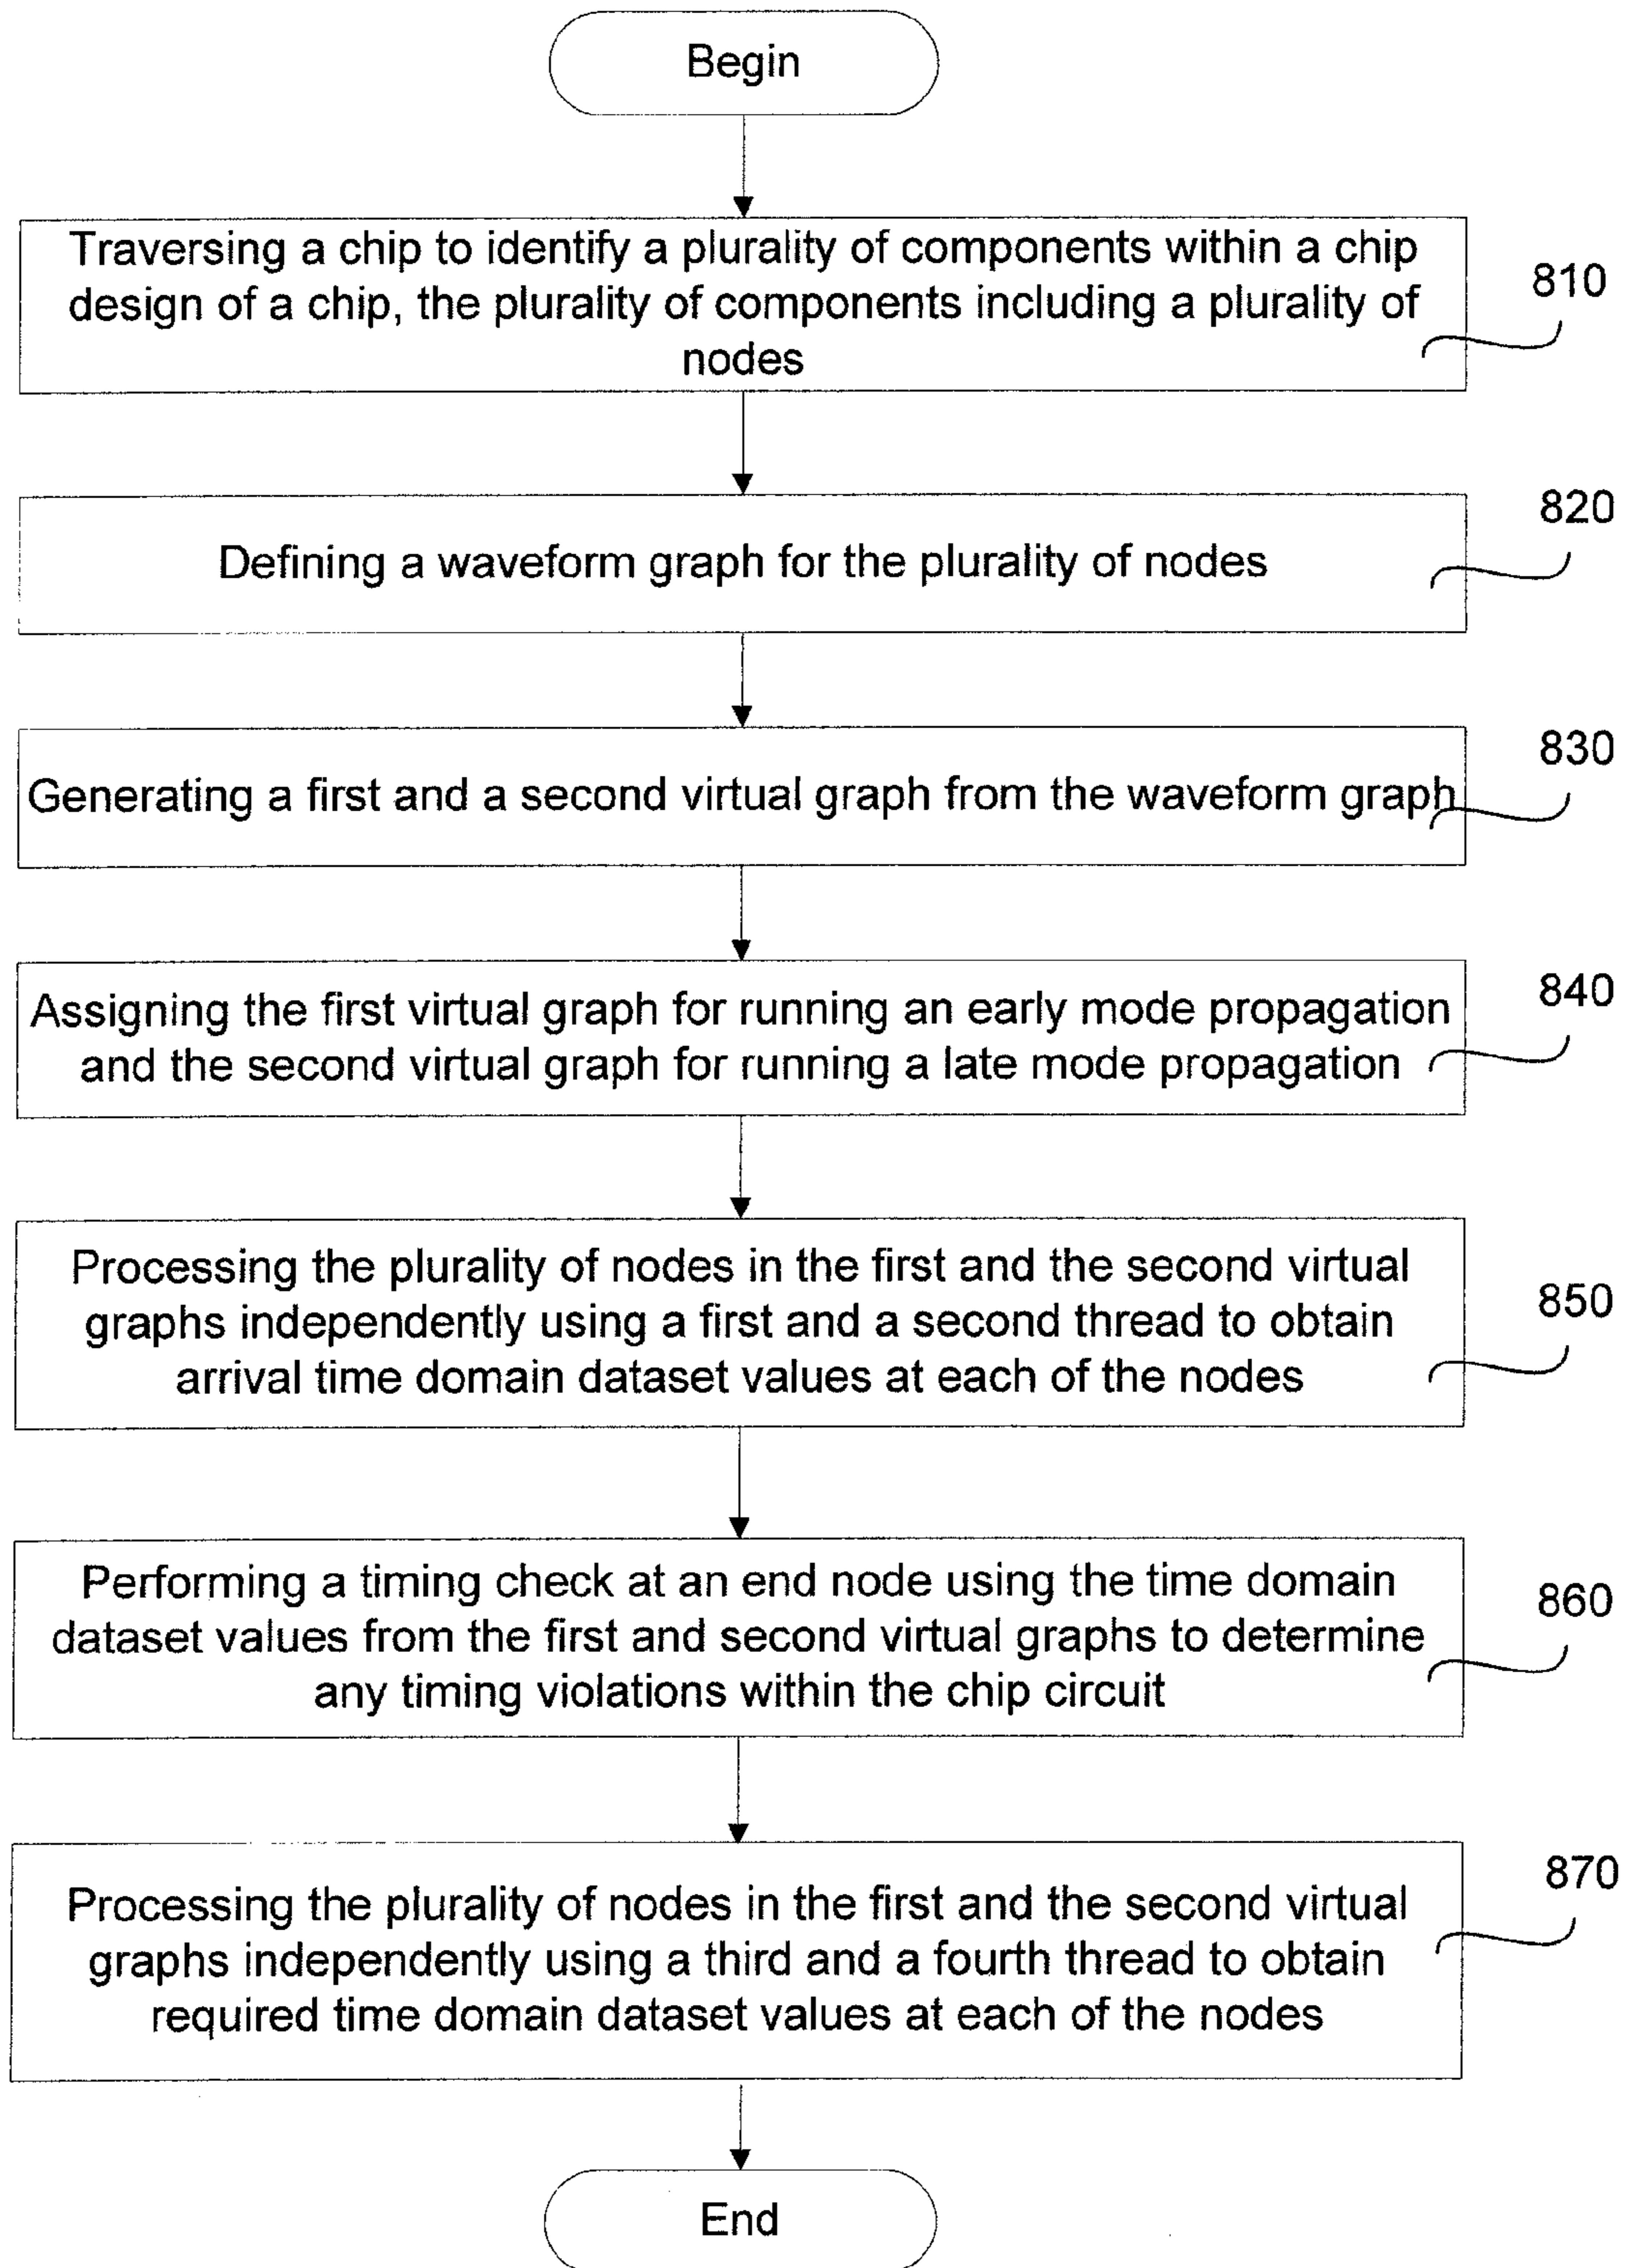 Begin
Traversing a chip to identify a plurality of components within a chip
design of a chip, the plurality of components including a plurality of
nodes
810
Defining a waveform graph for the plurality of nodes
820
Generating a first and a second virtual graph from the waveform graph
830
Assigning the first virtual graph for running an early mode propagation
and the second virtual graph for running a late mode propagation
840
Processing the plurality of nodes in the first and the second virtual
graphs independently using a first and a second thread to obtain
arrival time domain dataset values at each of the nodes
850
Performing a timing check at an end node using the time domain
dataset values from the first and second virtual graphs to determine
any timing violations within the chip circuit
860
Processing the plurality of nodes in the first and the second virtual
graphs independently using a third and a fourth thread to obtain
required time domain dataset values at each of the nodes
870
End